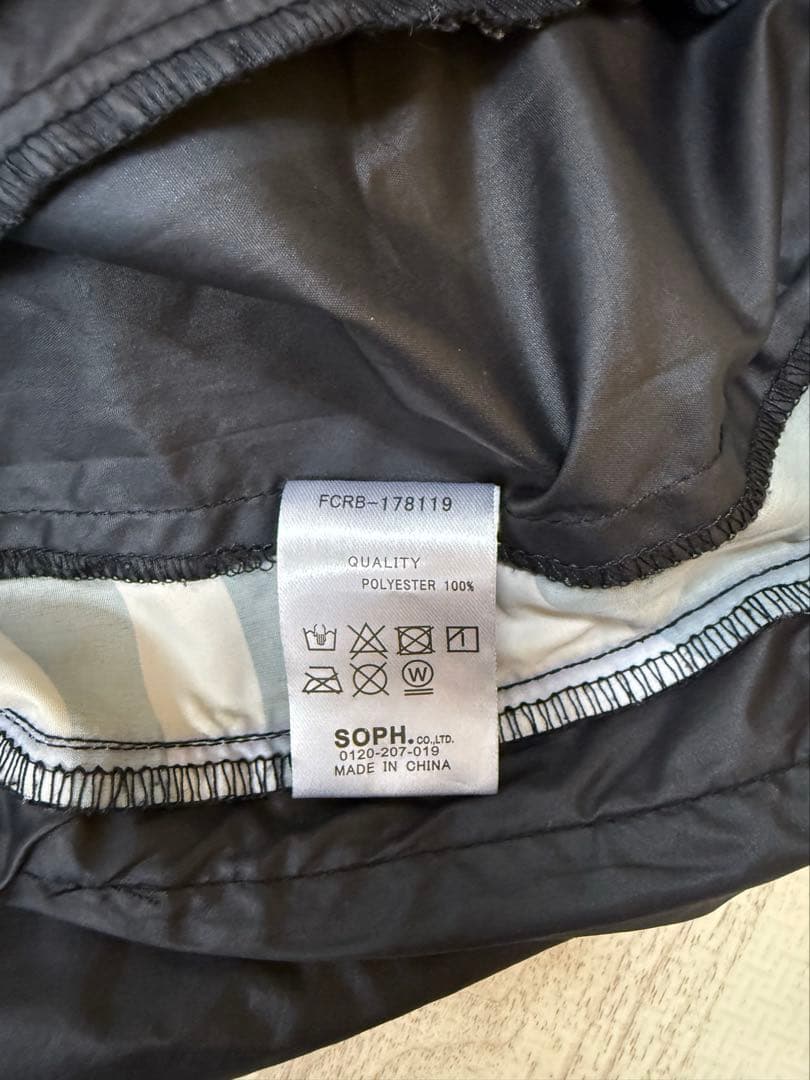 FCRB-178119
QUALITY
POLYESTER 100%
W
SOPH.CO.,LTD.
0120-207-019
MADE IN CHINA